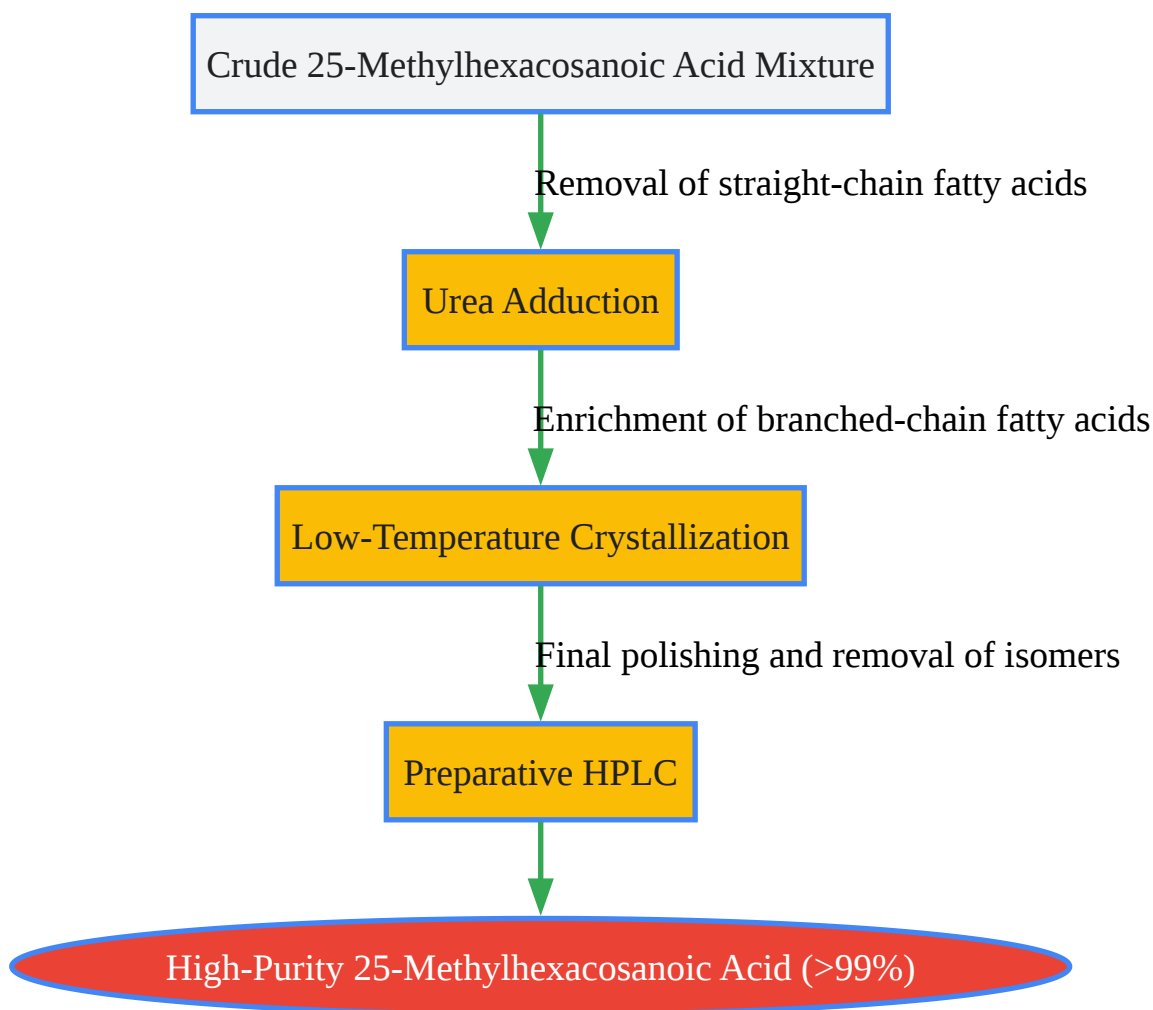 Crude 25-Methylhexacosanoic Acid Mixture
Removal of straight-chain fatty acids
Urea Adduction
Enrichment of branched-chain fatty acids
Low-Temperature Crystallization
Final polishing and removal of isomers
Preparative HPLC
High-Purity 25-Methylhexacosanoic Acid (>99%)